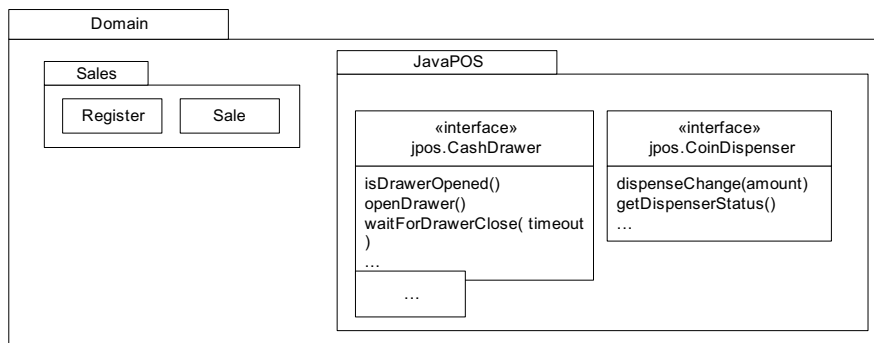 Domain
Sales
Register
Sale
JavaPOS
«interface»
jpos.CashDrawer
isDrawerOpened()
openDrawer()
waitForDrawerClose( timeout
)
...
...
«interface»
jpos.CoinDispenser
dispenseChange(amount)
getDispenserStatus()
...